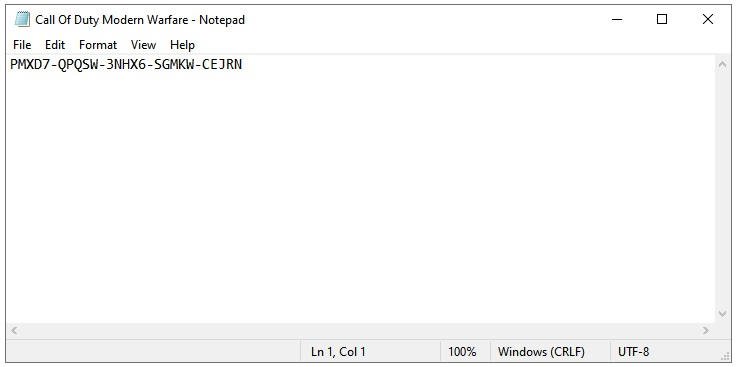 Call Of Duty Modern Warfare - Notepad
File Edit Format View Help
PMXD7-QPQSW-3NHX6-SGMKW-CEJRN
Ln 1, Col 1 100% Windows (CRLF) UTF-8